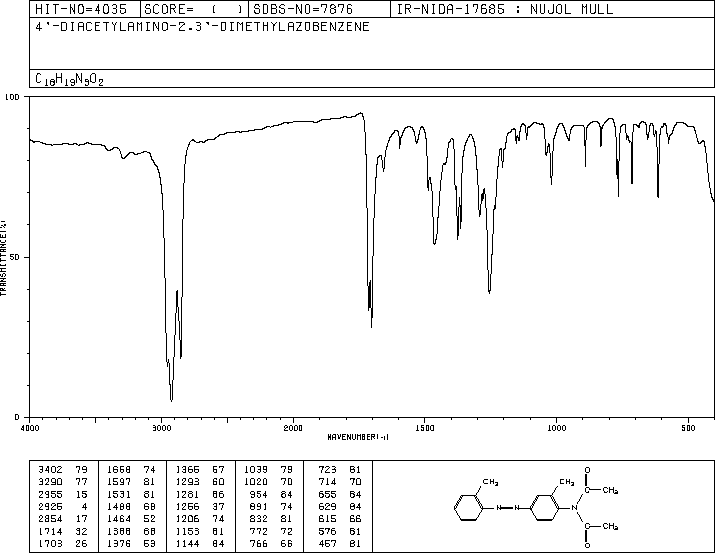 HIT-NO=4035 SCORE= ( ) SDBS-NO=7876 IR-NIDA-17685 : NUJOL MULL
4'-DIACETYLAMINO-2,3'-DIMETHYLAZOBENZENE
C18H19N3O2
100
50
0
TRANSMITTANCE(%)
4000 3000 2000 1500 1000 500
WAVENUMBER(-1)
3402 79 1658 74 1366 57 1039 79 723 81
3290 77 1597 81 1293 60 1020 70 714 70
2955 15 1531 81 1281 66 954 84 655 84
2925 4 1488 68 1256 37 891 74 629 84
2854 17 1464 52 1206 74 832 81 615 66
1714 32 1388 68 1153 81 772 72 576 81
1703 26 1376 53 1144 84 766 66 457 81
CH3 CH3 O
C CH3
N N N
C CH3
O